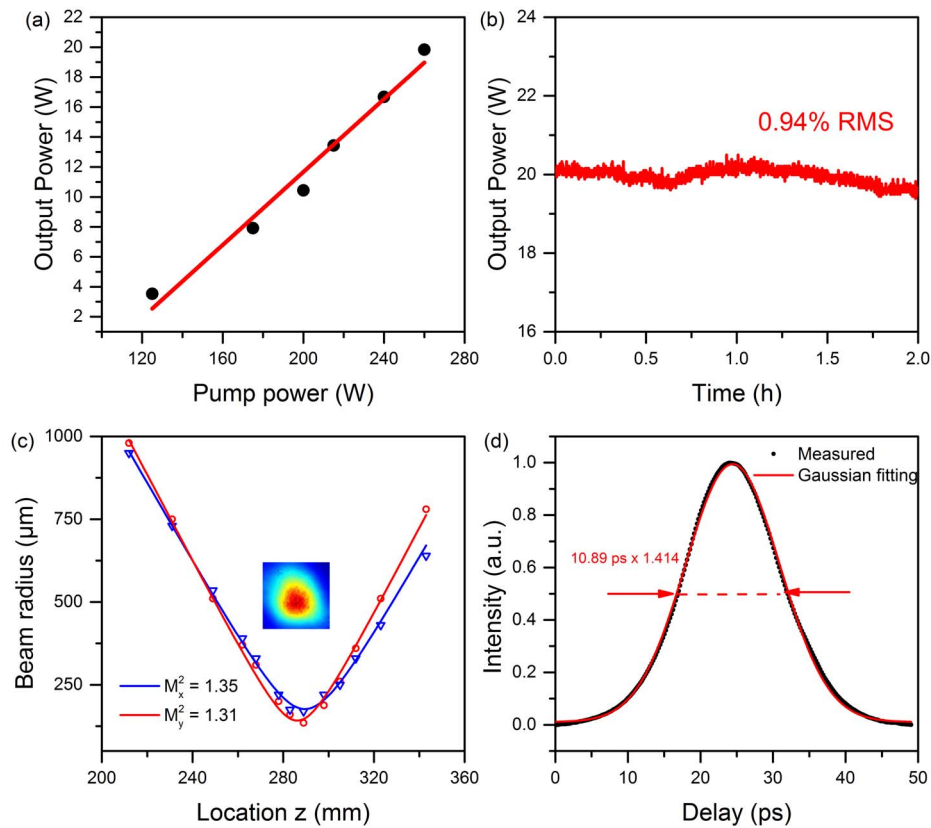 (a)
22
20
18
16
14
12
10
8
6
4
2
Output Power (W)
120 160 200 240 280
Pump power (W)
(b)
24
22
20
18
16
Output Power (W)
0.94% RMS
0.0 0.5 1.0 1.5 2.0
Time (h)
(c)
1000
750
500
250
Beam radius (μm)
M²x = 1.35
M²y = 1.31
200 240 280 320 360
Location z (mm)
(d)
1.0
0.8
0.6
0.4
0.2
0.0
Intensity (a.u.)
Measured
Gaussian fitting
10.89 ps x 1.414
0 10 20 30 40 50
Delay (ps)